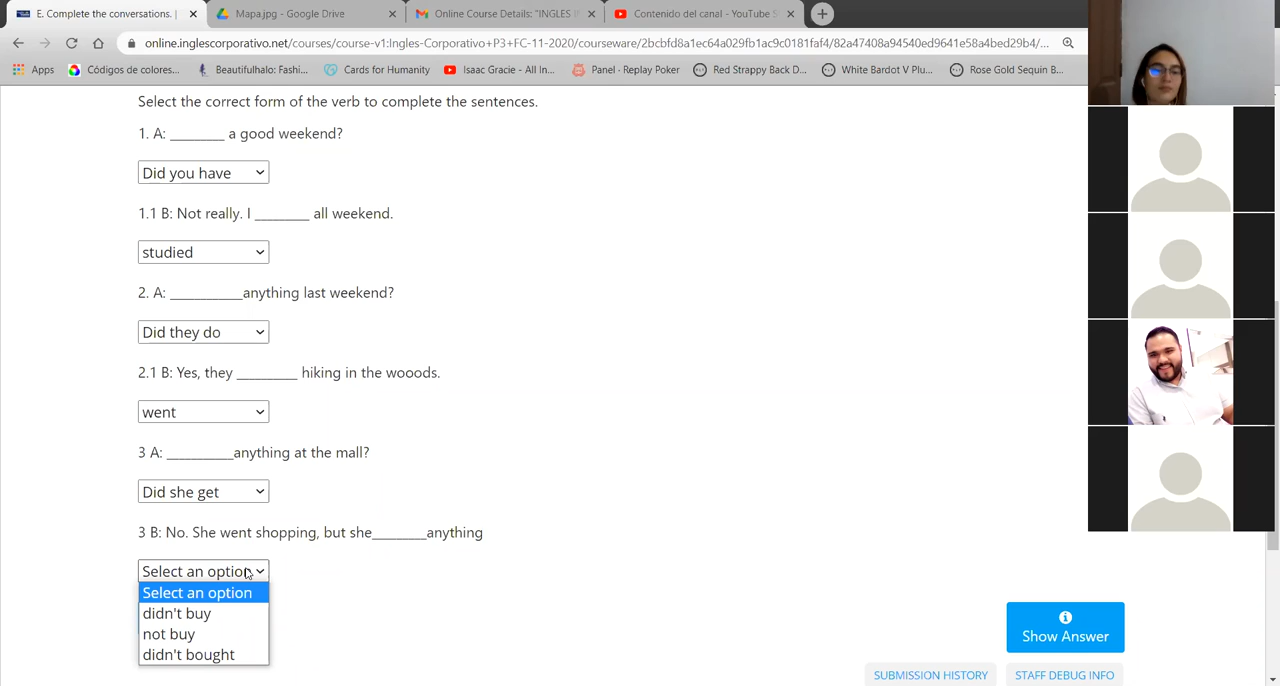 E. Complete the conversations. |
Mapa.jpg - Google Drive
Online Course Details: "INGLES I
Contenido del canal - YouTube S
online.inglescorporativo.net/courses/course-v1:Ingles-Corporativo+P3+FC-11-2020/courseware/2bcbfd8a1ec64a029fb1ac9c0181faf4/82a47408a94540ed9641e58a4bed29b4/...
Apps
Códigos de colores...
Beautifulhalo: Fashi...
Cards for Humanity
Isaac Gracie - All In...
Panel · Replay Poker
Red Strappy Back D...
White Bardot V Plu...
Rose Gold Sequin B...
Select the correct form of the verb to complete the sentences.
1. A: ________ a good weekend?
Did you have
1.1 B: Not really. I ________ all weekend.
studied
2. A: ___________anything last weekend?
Did they do
2.1 B: Yes, they _________ hiking in the wooods.
went
3 A: __________anything at the mall?
Did she get
3 B: No. She went shopping, but she________anything
Select an option
Select an option
didn't buy
not buy
didn't bought
Show Answer
SUBMISSION HISTORY
STAFF DEBUG INFO